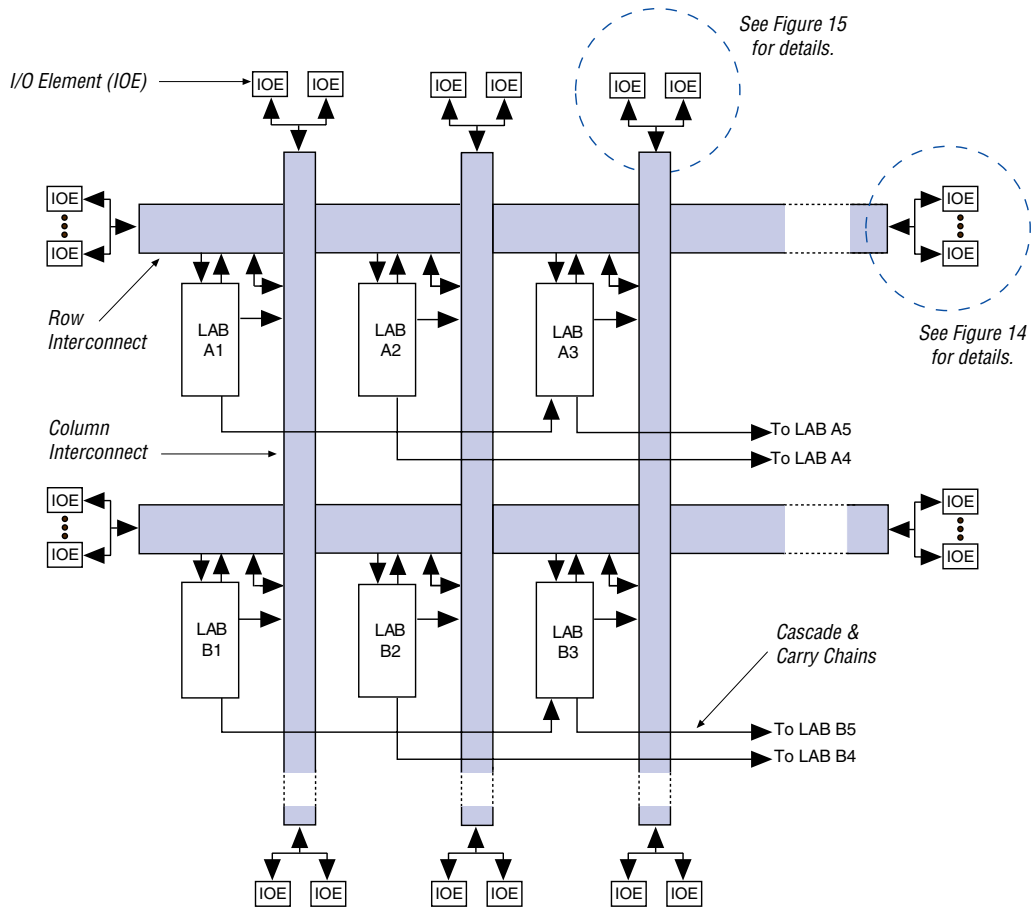 See Figure 15
for details.
I/O Element (IOE)
IOE IOE IOE IOE IOE IOE
IOE IOE
IOE IOE
Row
Interconnect
LAB
A1
LAB
A2
LAB
A3
See Figure 14
for details.
Column
Interconnect
To LAB A5
To LAB A4
IOE IOE
IOE IOE
LAB
B1
LAB
B2
LAB
B3
Cascade &
Carry Chains
To LAB B5
To LAB B4
IOE IOE IOE IOE IOE IOE